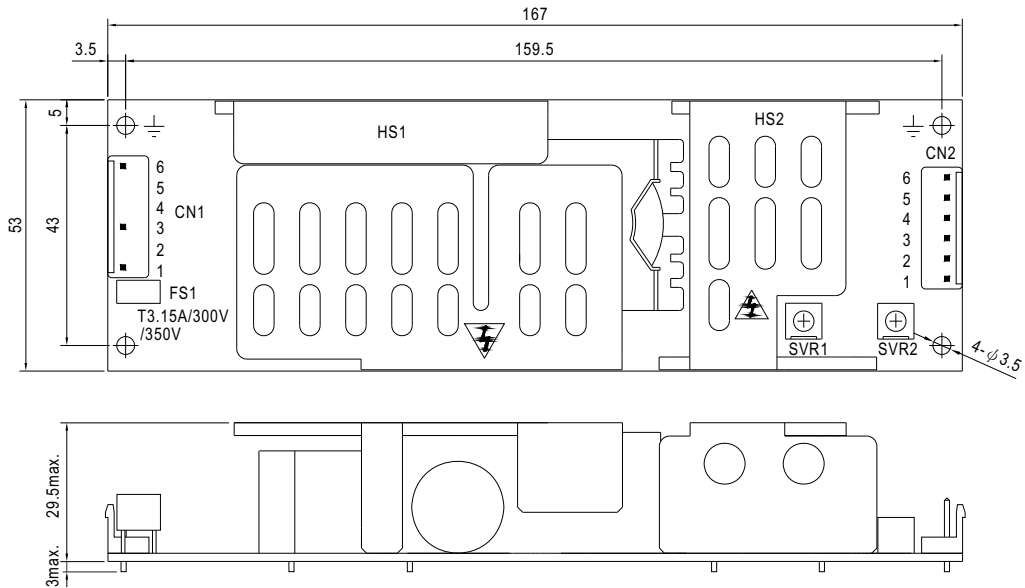 167
3.5
159.5
5
HS1
HS2
CN2
6
5
4
3
2
1
CN1
6
5
4
3
2
1
53
43
FS1
T3.15A/300V
/350V
SVR1
SVR2
4-φ3.5
29.5max.
3max.